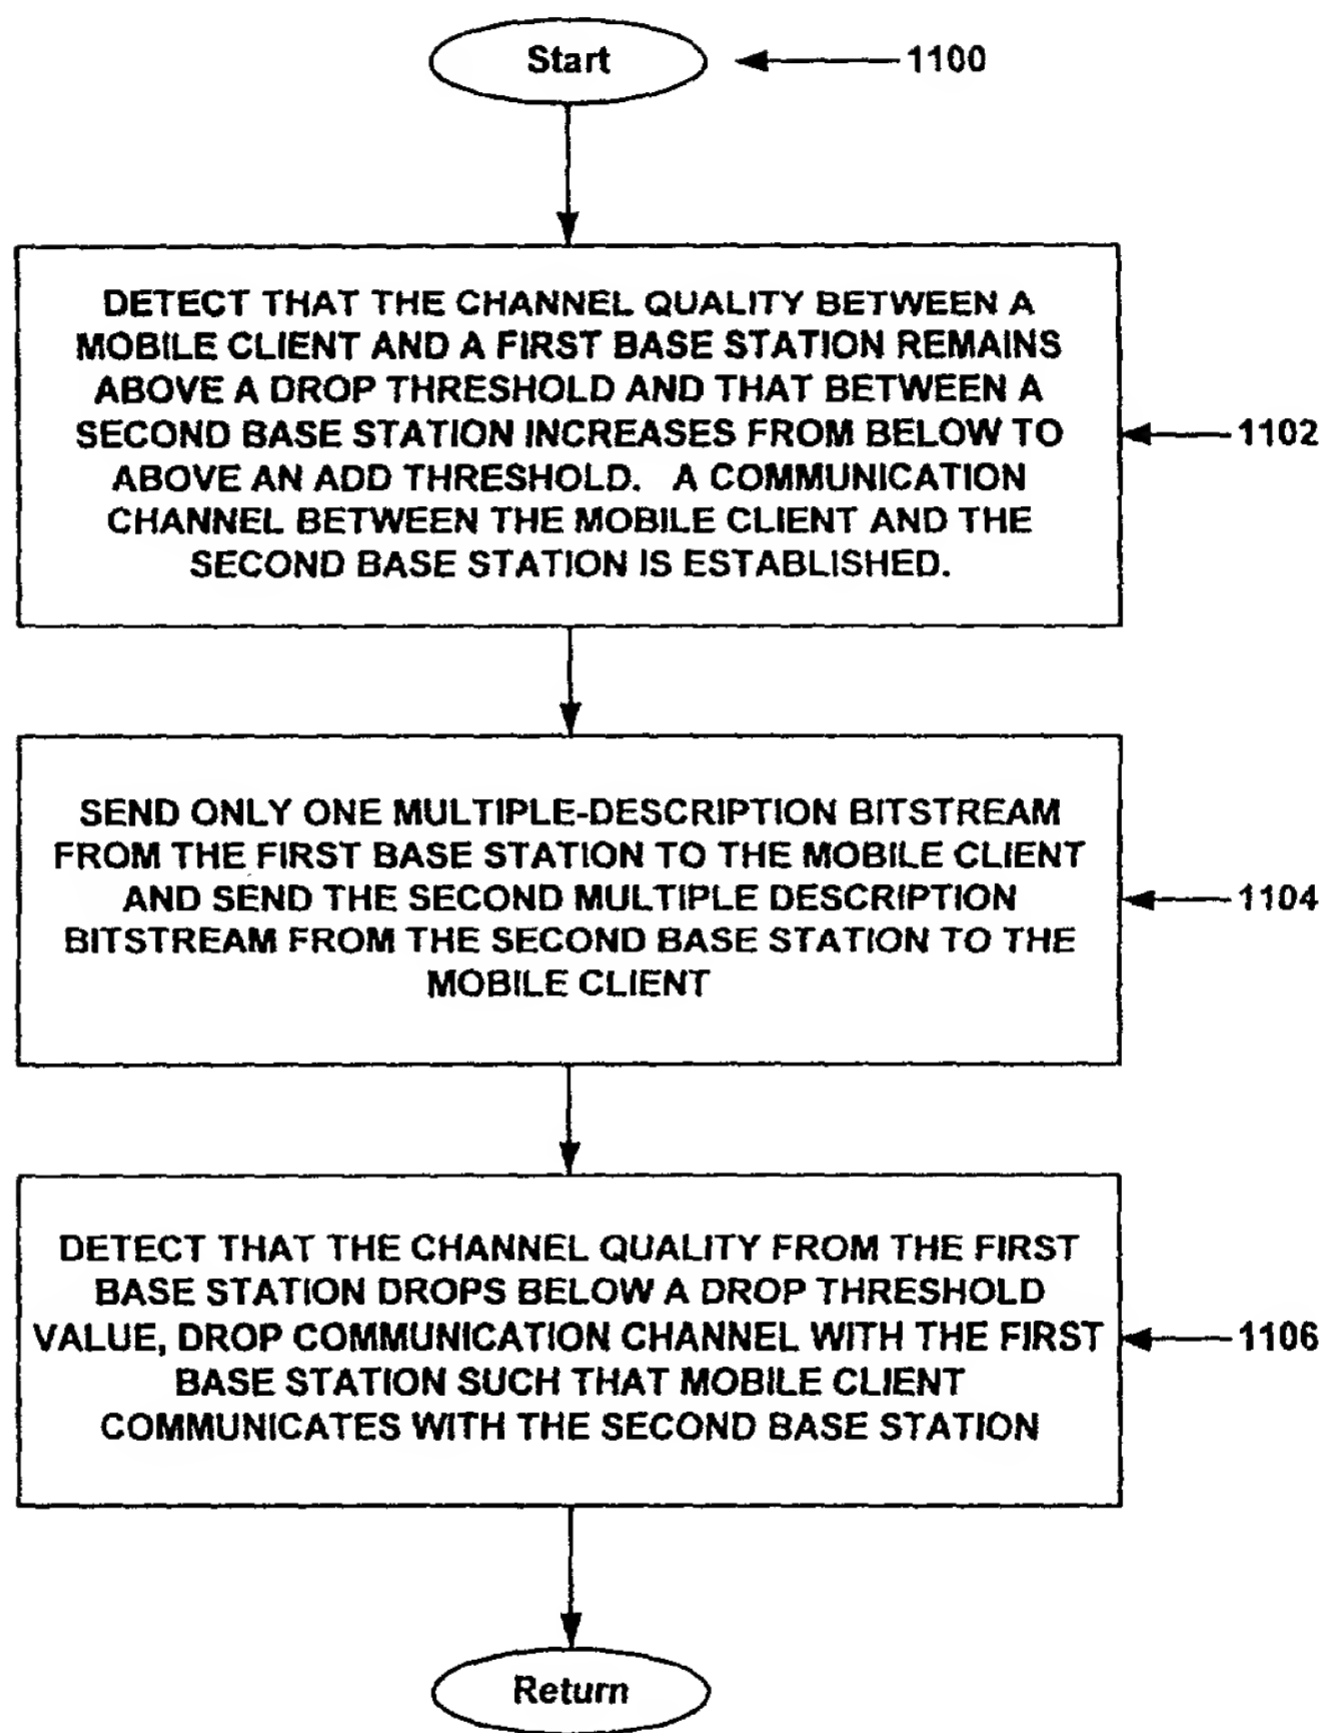 Start
1100
DETECT THAT THE CHANNEL QUALITY BETWEEN A
MOBILE CLIENT AND A FIRST BASE STATION REMAINS
ABOVE A DROP THRESHOLD AND THAT BETWEEN A
SECOND BASE STATION INCREASES FROM BELOW TO
ABOVE AN ADD THRESHOLD. A COMMUNICATION
CHANNEL BETWEEN THE MOBILE CLIENT AND THE
SECOND BASE STATION IS ESTABLISHED.
1102
SEND ONLY ONE MULTIPLE-DESCRIPTION BITSTREAM
FROM THE FIRST BASE STATION TO THE MOBILE CLIENT
AND SEND THE SECOND MULTIPLE DESCRIPTION
BITSTREAM FROM THE SECOND BASE STATION TO THE
MOBILE CLIENT
1104
DETECT THAT THE CHANNEL QUALITY FROM THE FIRST
BASE STATION DROPS BELOW A DROP THRESHOLD
VALUE, DROP COMMUNICATION CHANNEL WITH THE FIRST
BASE STATION SUCH THAT MOBILE CLIENT
COMMUNICATES WITH THE SECOND BASE STATION
1106
Return